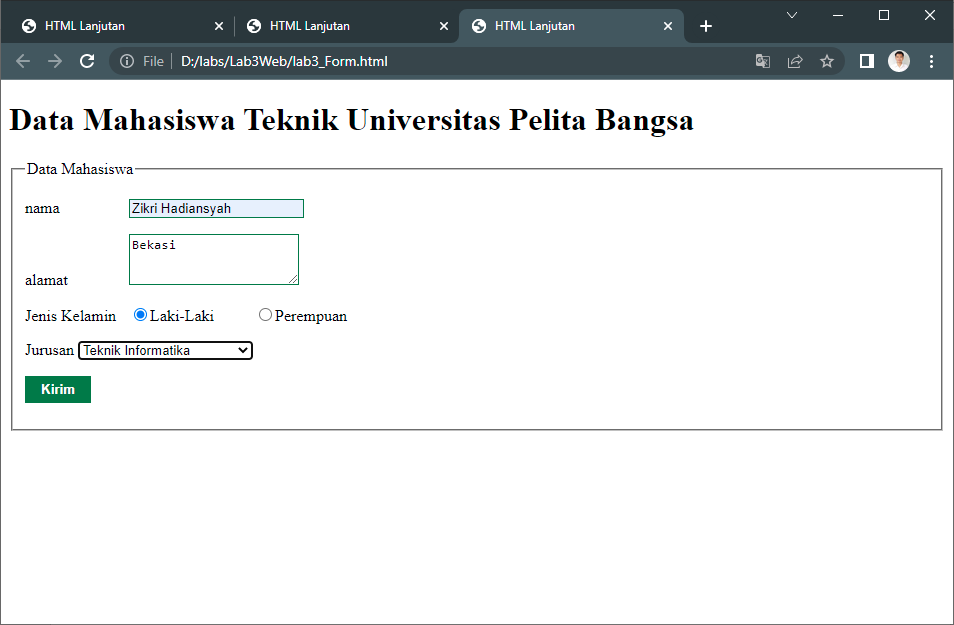 HTML Lanjutan HTML Lanjutan HTML Lanjutan
File D:/labs/Lab3Web/lab3_Form.html
Data Mahasiswa Teknik Universitas Pelita Bangsa
Data Mahasiswa
nama Zikri Hadiansyah
Bekasi
alamat
Jenis Kelamin Laki-Laki Perempuan
Jurusan Teknik Informatika
Kirim